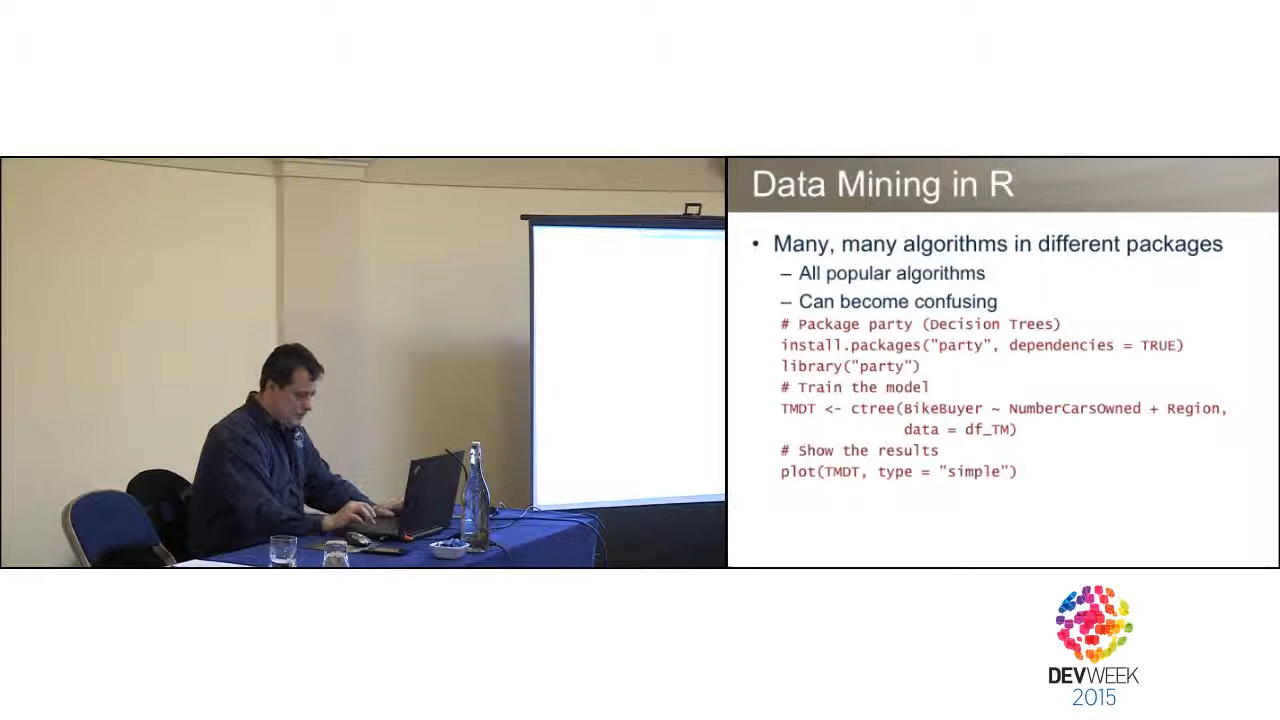 Data Mining in R
• Many, many algorithms in different packages
– All popular algorithms
– Can become confusing
# Package party (Decision Trees)
install.packages("party", dependencies = TRUE)
library("party")
# Train the model
TMDT <- ctree(BikeBuyer ~ NumberCarsOwned + Region,
data = df_TM)
# Show the results
plot(TMDT, type = "simple")
DEVWEEK
2015